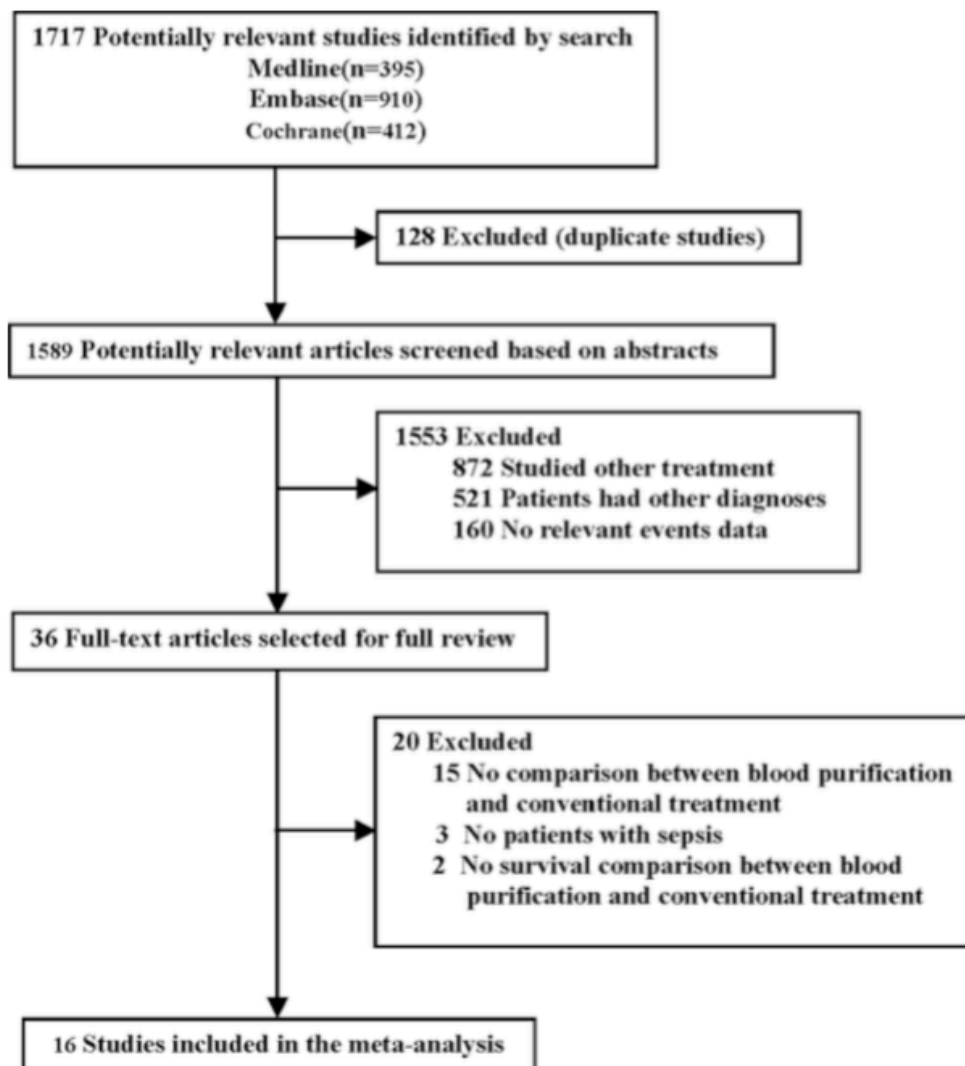 1717 Potentially relevant studies identified by search
Medline(n=395)
Embase(n=910)
Cochrane(n=412)
128 Excluded (duplicate studies)
1589 Potentially relevant articles screened based on abstracts
1553 Excluded
872 Studied other treatment
521 Patients had other diagnoses
160 No relevant events data
36 Full-text articles selected for full review
20 Excluded
15 No comparison between blood purification
and conventional treatment
3 No patients with sepsis
2 No survival comparison between blood
purification and conventional treatment
16 Studies included in the meta-analysis